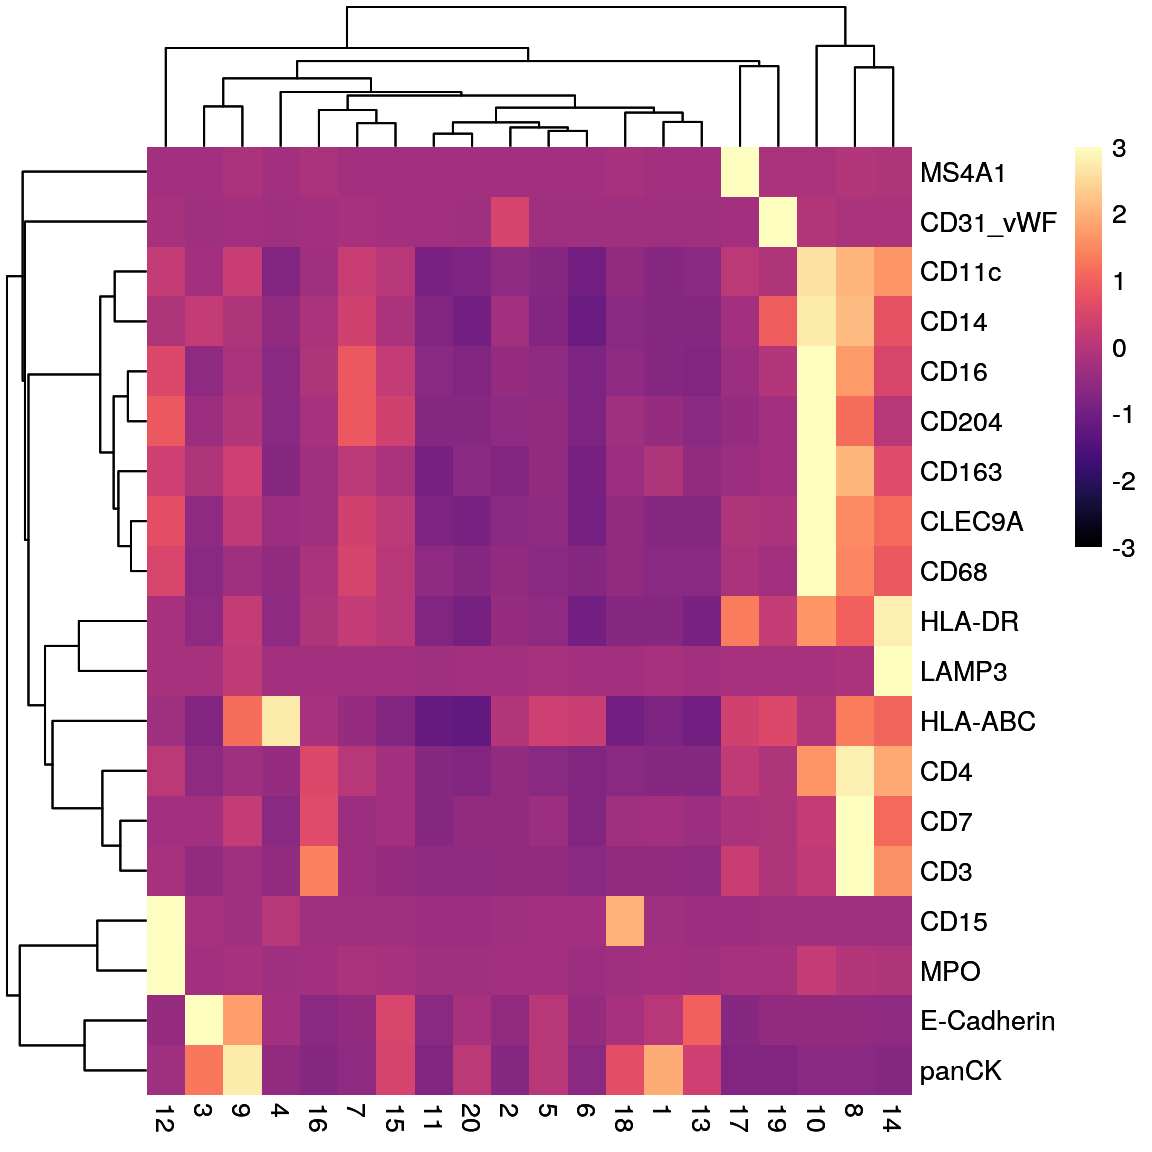 MS4A1
CD31_vWF
CD11c
CD14
CD16
CD204
CD163
CLEC9A
CD68
HLA-DR
LAMP3
HLA-ABC
CD4
CD7
CD3
CD15
MPO
E-Cadherin
panCK
3
2
1
0
-1
-2
-3
12 3 9 4 16 7 15 11 20 2 5 6 18 1 13 17 19 10 8 14